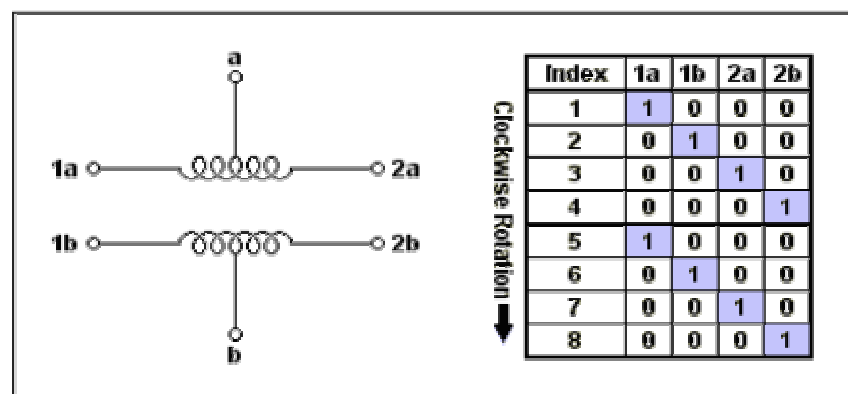 a
1a 2a
1b 2b
b
Clockwise Rotation
Index 1a 1b 2a 2b
1 1 0 0 0
2 0 1 0 0
3 0 0 1 0
4 0 0 0 1
5 1 0 0 0
6 0 1 0 0
7 0 0 1 0
8 0 0 0 1